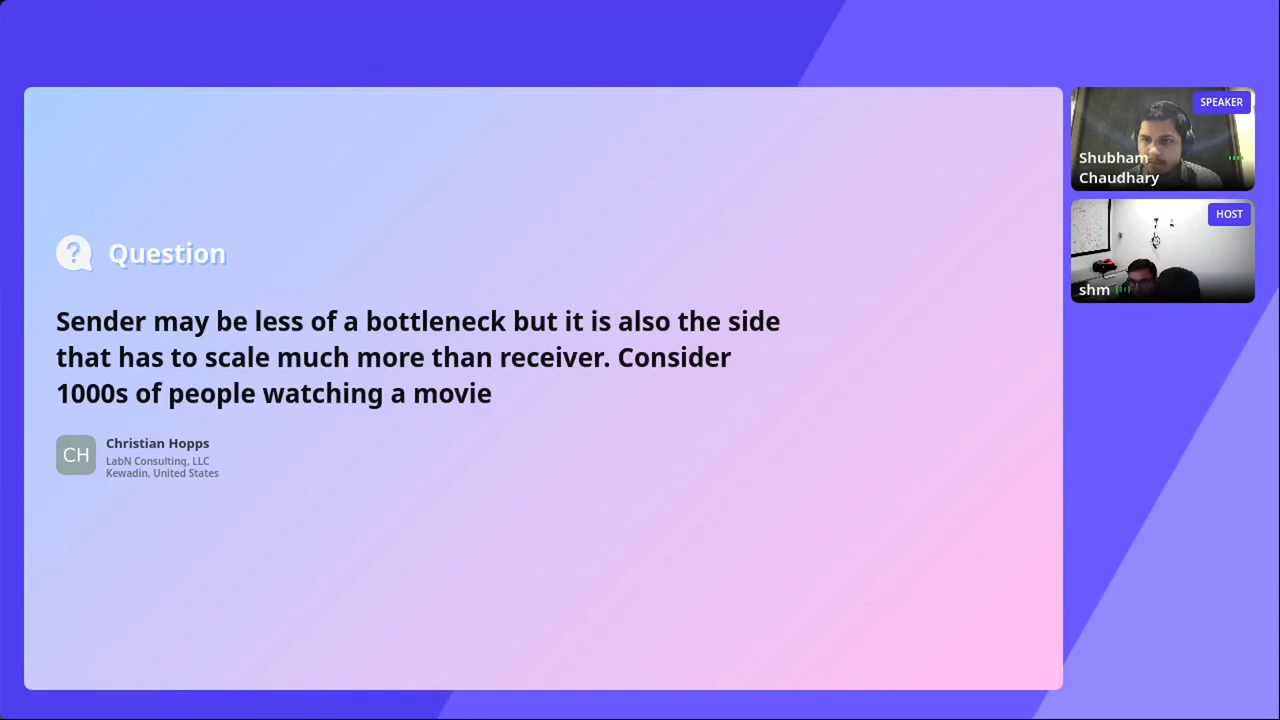 Question
Sender may be less of a bottleneck but it is also the side
that has to scale much more than receiver. Consider
1000s of people watching a movie
CH
Christian Hopps
LabN Consulting, LLC
Kewadin, United States
SPEAKER
Shubham
Chaudhary
HOST
shm